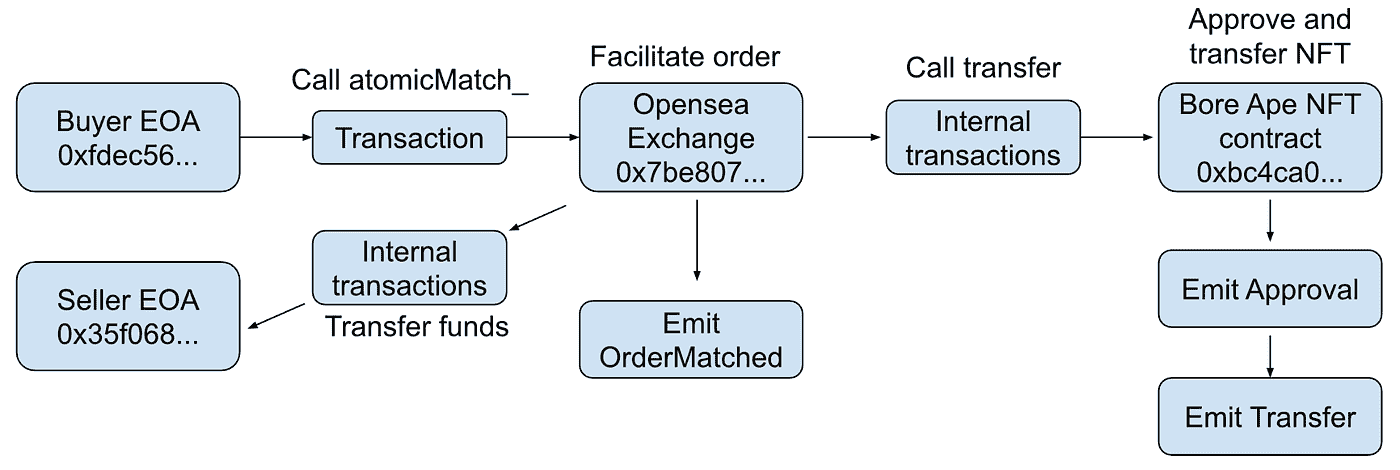 Approve and
transfer NFT
Facilitate order
Call transfer
Call atomicMatch_
Buyer EOA
0xfdec56...
Transaction
Opensea
Exchange
0x7be807...
Internal
transactions
Bore Ape NFT
contract
0xbc4ca0...
Internal
transactions
Transfer funds
Seller EOA
0x35f068...
Emit
OrderMatched
Emit Approval
Emit Transfer